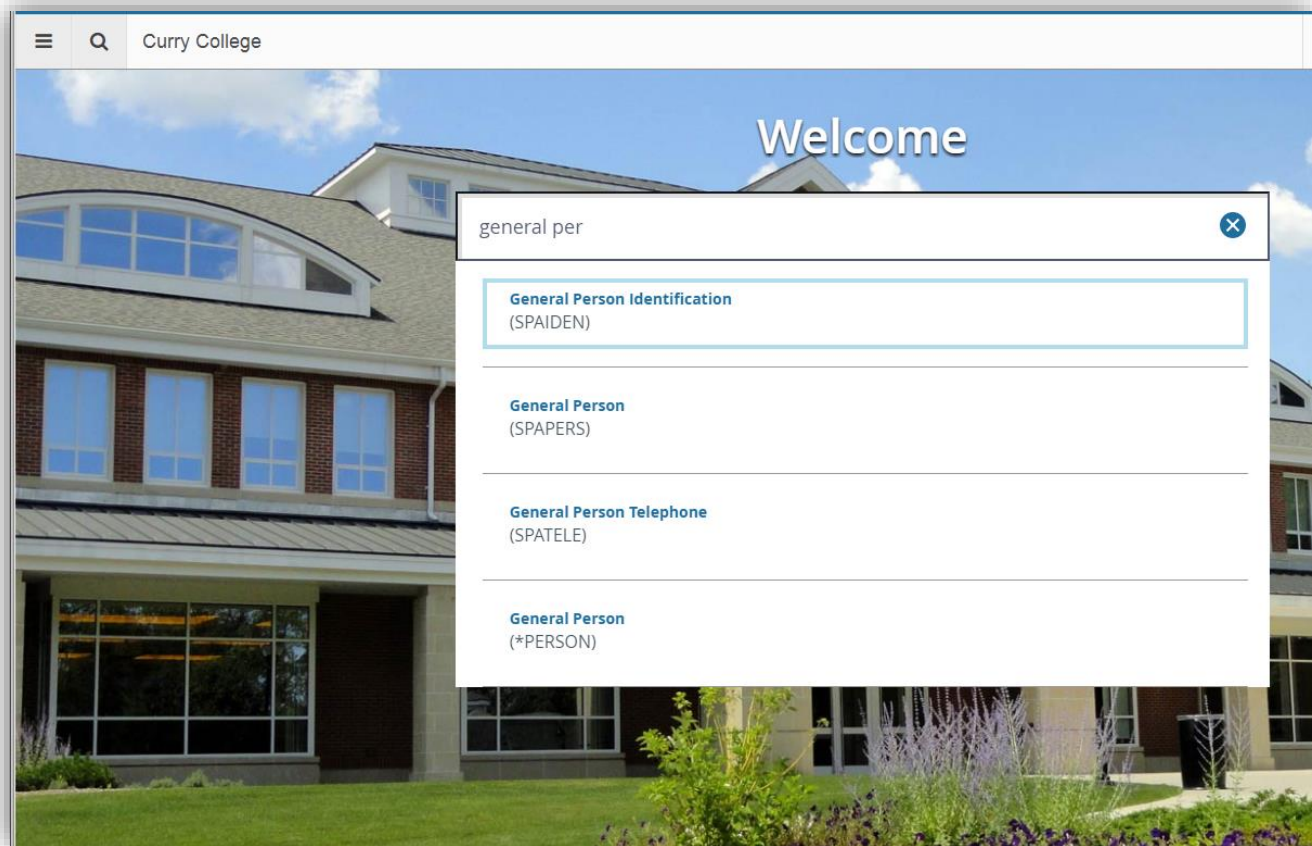 Curry College
Welcome
general per
General Person Identification
(SPAIDEN)
General Person
(SPAPERS)
General Person Telephone
(SPATELE)
General Person
(*PERSON)